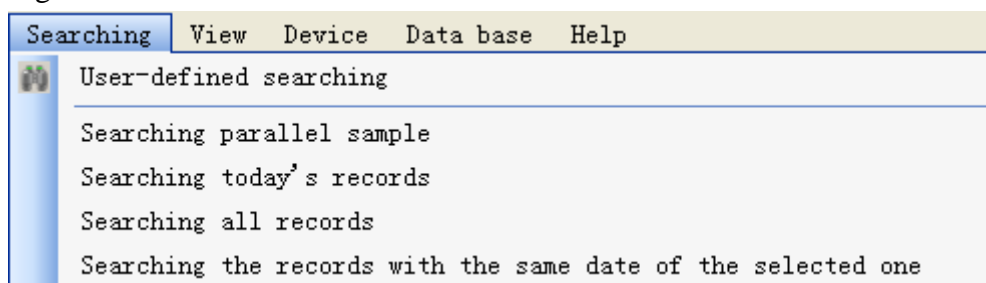 Searching View Device Data base Help
User-defined searching
Searching parallel sample
Searching today's records
Searching all records
Searching the records with the same date of the selected one